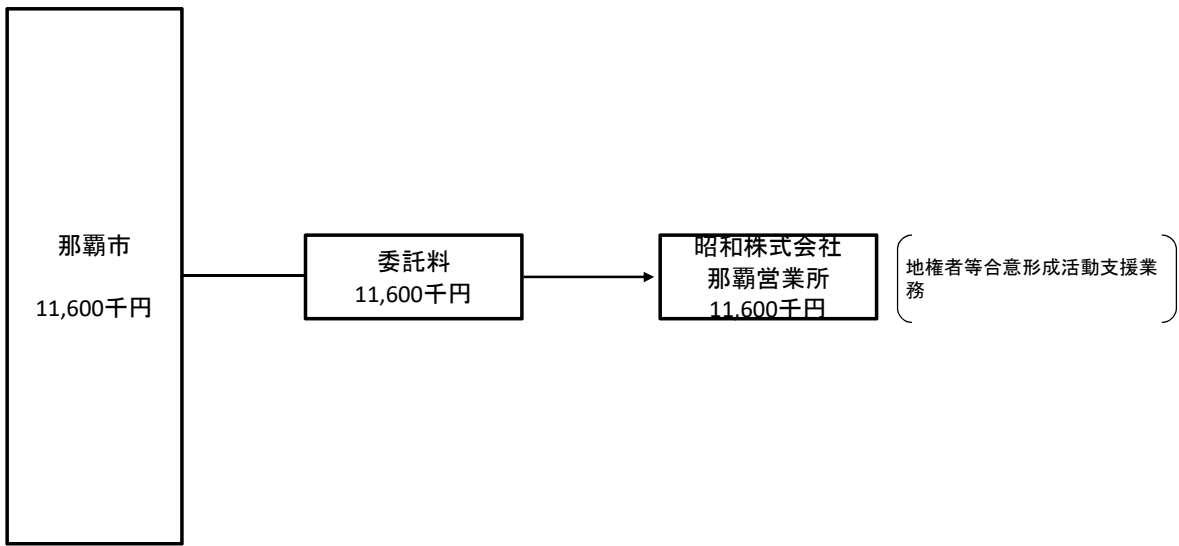 那覇市
11,600千円
委託料
11,600千円
昭和株式会社
那覇営業所
11,600千円
地権者等合意形成活動支援業
務